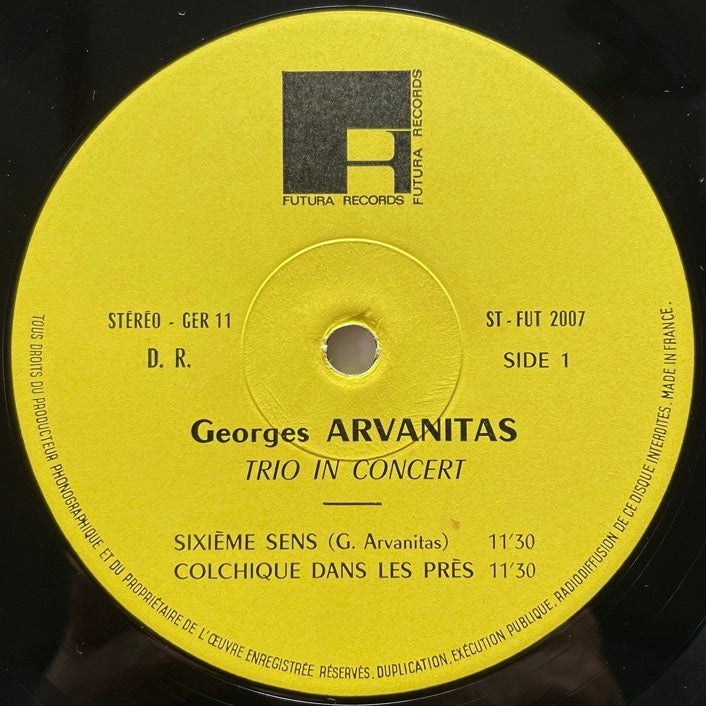 FUTURA RECORDS
FUTURA RECORDS
STÉRÉO - GER 11
ST - FUT 2007
D. R.
SIDE 1
Georges ARVANITAS
TRIO IN CONCERT
SIXIÈME SENS (G. Arvanitas) 11'30
COLCHIQUE DANS LES PRÈS 11'30
TOUS DROITS DU PRODUCTEUR PHONOGRAPHIQUE ET DU PROPRIÉTAIRE DE L'ŒUVRE ENREGISTRÉE RÉSERVÉS, DUPLICATION, EXÉCUTION PUBLIQUE, RADIODIFFUSION DE CE DISQUE INTERDITES. MADE IN FRANCE.